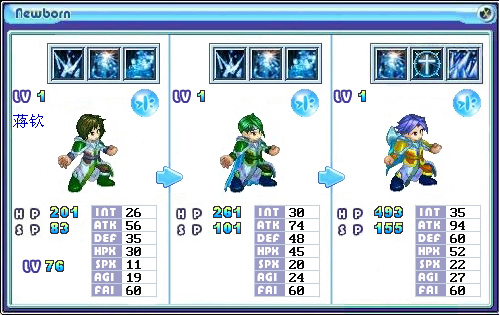 Newborn
LV 1
蒋钦
HP 201
SP 83
LV 76
INT 26
ATK 56
DEF 35
HPX 30
SPX 11
AGI 19
FAI 60
LV 1
HP 261
SP 101
INT 30
ATK 74
DEF 48
HPX 45
SPX 20
AGI 24
FAI 60
LV 1
HP 493
SP 155
INT 35
ATK 94
DEF 60
HPX 52
SPX 22
AGI 27
FAI 60